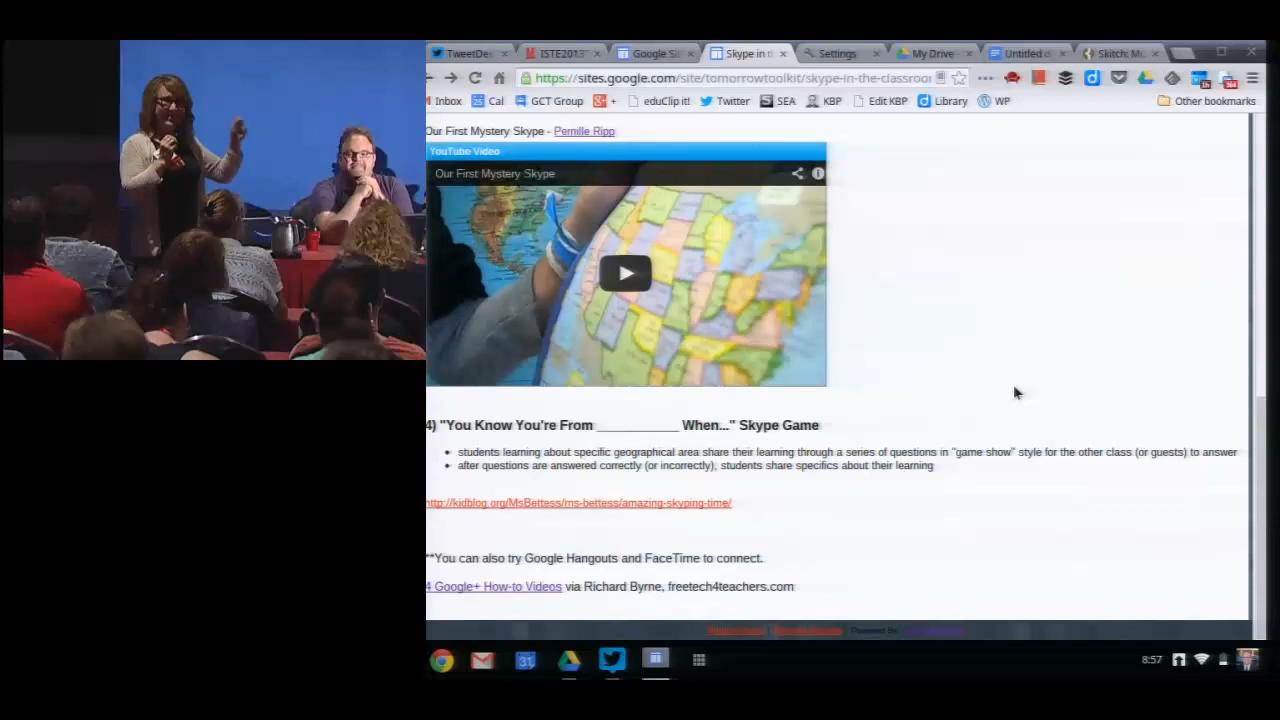 TweetDe
ISTE2013
Google Si
Skype in t
Settings
My Drive
Untitled
Skitch: M
https://sites.google.com/site/tomorrowtoolkit/skype-in-the-classroo
Inbox
Cal
GCT Group
eduClip it!
Twitter
SEA
KBP
Edit KBP
Library
WP
Other bookmarks
Our First Mystery Skype - Pernille Ripp
YouTube Video
Our First Mystery Skype
4) "You Know You're From __________ When..." Skype Game
• students learning about specific geographical area share their learning through a series of questions in "game show" style for the other class (or guests) to answer
• after questions are answered correctly (or incorrectly), students share specifics about their learning
http://kidblog.org/MsBettess/ms-bettess/amazing-skyping-time/
**You can also try Google Hangouts and FaceTime to connect.
4 Google+ How-to Videos via Richard Byrne, freetech4teachers.com
31
8:57